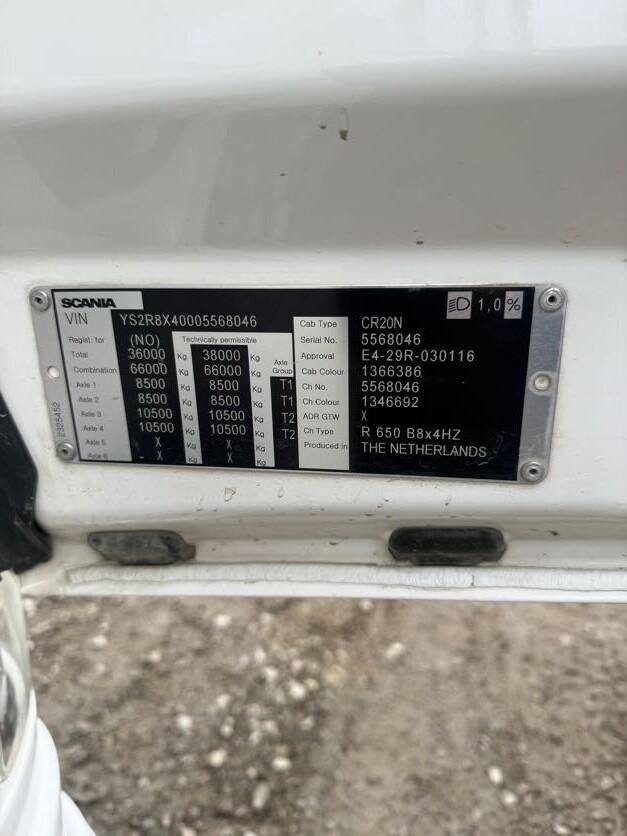 SCANIA 1,0 %
VIN YS2R8X40005568046 Cab Type CR20N
Regist. for (NO) Technically permissible Serial No. 5568046
Total 36000 Kg 38000 Kg Axle Group Approval E4-29R-030116
Combination 66000 Kg 66000 Kg Cab Colour 1366386
Axle 1 8500 Kg 8500 Kg T1 Ch No. 5568046
Axle 2 8500 Kg 8500 Kg T1 Ch Colour 1346692
Axle 3 10500 Kg 10500 Kg T2 ADR GTW X
Axle 4 10500 Kg 10500 Kg T2 Ch Type R 650 B8x4HZ
Axle 5 X Kg X Kg Produced in THE NETHERLANDS
Axle 6 X Kg X Kg
2325452